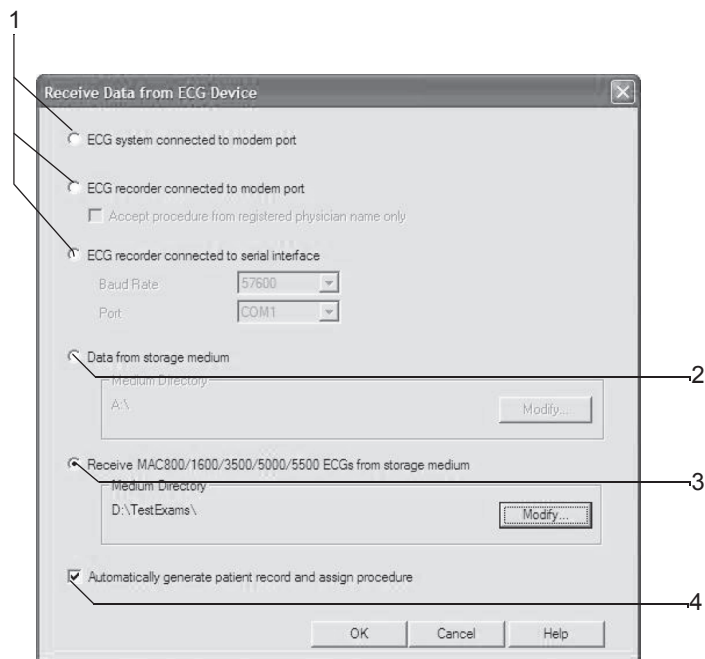 1
Receive Data from ECG Device
ECG system connected to modem port
ECG recorder connected to modem port
Accept procedure from registered physician name only
ECG recorder connected to serial interface
Baud Rate 57600
Port COM1
Data from storage medium
2
Medium Directory
A:\ Modify...
Receive MAC800/1600/3500/5000/5500 ECGs from storage medium
3
Medium Directory
D:\TestExams\ Modify...
Automatically generate patient record and assign procedure
4
OK Cancel Help